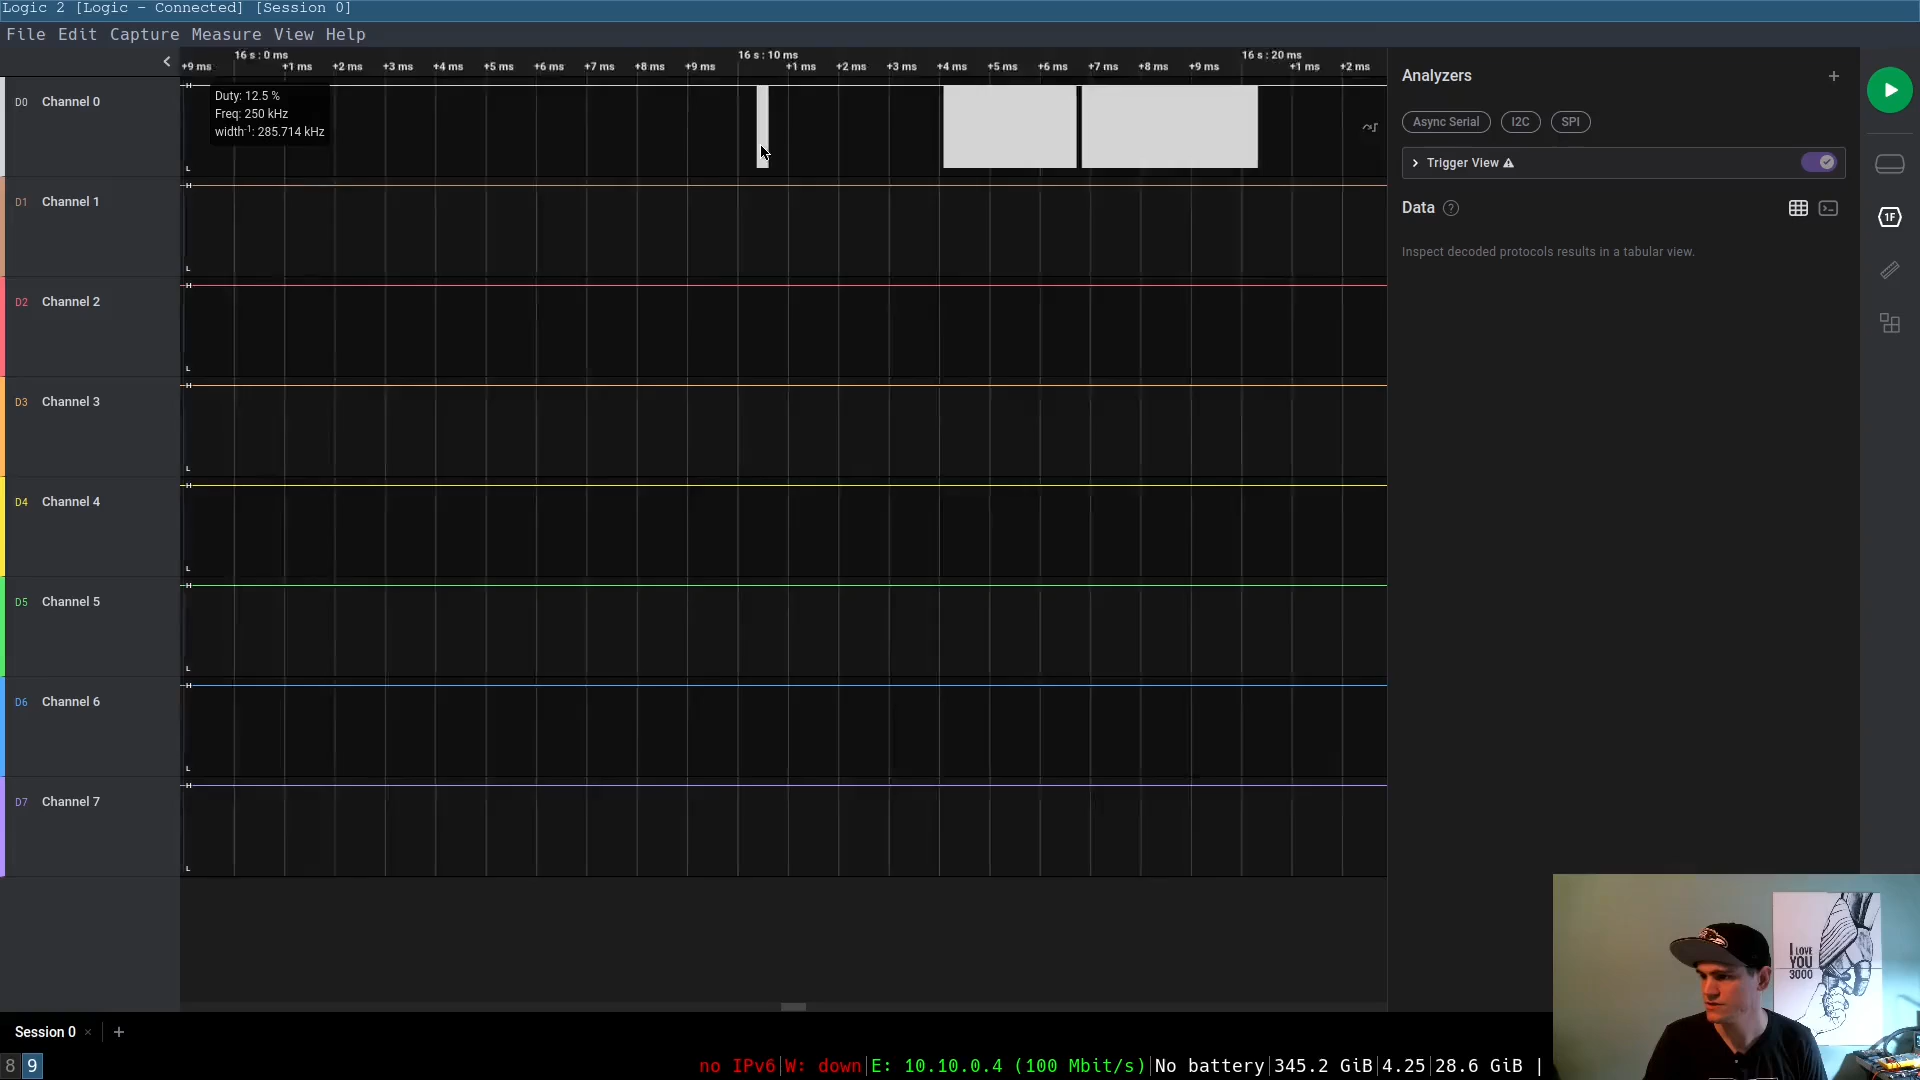 Logic 2 [Logic - Connected] [Session 0]
File Edit Capture Measure View Help
16 s : 0 ms 16 s : 10 ms 16 s : 20 ms
+9 ms +1 ms +2 ms +3 ms +4 ms +5 ms +6 ms +7 ms +8 ms +9 ms +1 ms +2 ms +3 ms +4 ms +5 ms +6 ms +7 ms +8 ms +9 ms +1 ms +2 ms
D0 Channel 0
H
L
Duty: 12.5 %
Freq: 250 kHz
width-1: 285.714 kHz
D1 Channel 1
H
L
D2 Channel 2
H
L
D3 Channel 3
H
L
D4 Channel 4
H
L
D5 Channel 5
H
L
D6 Channel 6
H
L
D7 Channel 7
H
L
Analyzers
Async Serial I2C SPI
Trigger View
Data
Inspect decoded protocols results in a tabular view.
1F
I LOVE
YOU
3000
Session 0
8 9
no IPv6|W: down|E: 10.10.0.4 (100 Mbit/s)|No battery|345.2 GiB|4.25|28.6 GiB |